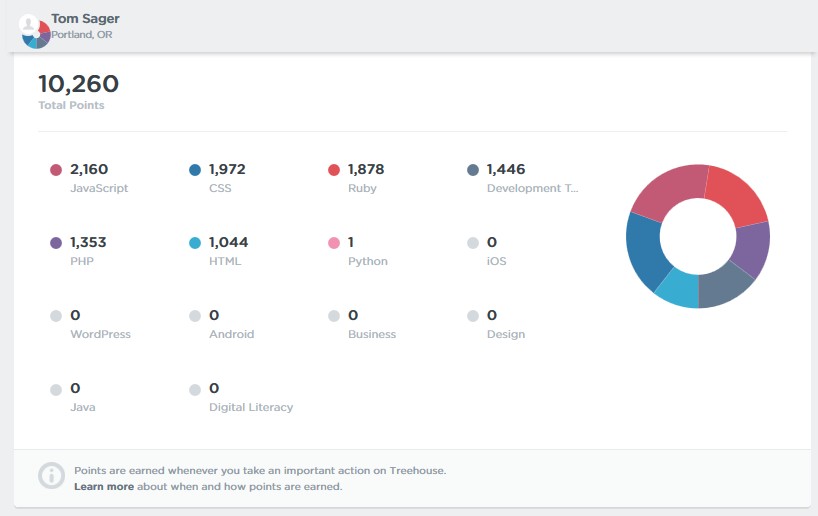 Tom Sager
Portland, OR
10,260
Total Points
2,160
JavaScript
1,972
CSS
1,878
Ruby
1,446
Development T...
1,353
PHP
1,044
HTML
1
Python
0
iOS
0
WordPress
0
Android
0
Business
0
Design
0
Java
0
Digital Literacy
Points are earned whenever you take an important action on Treehouse.
Learn more about when and how points are earned.